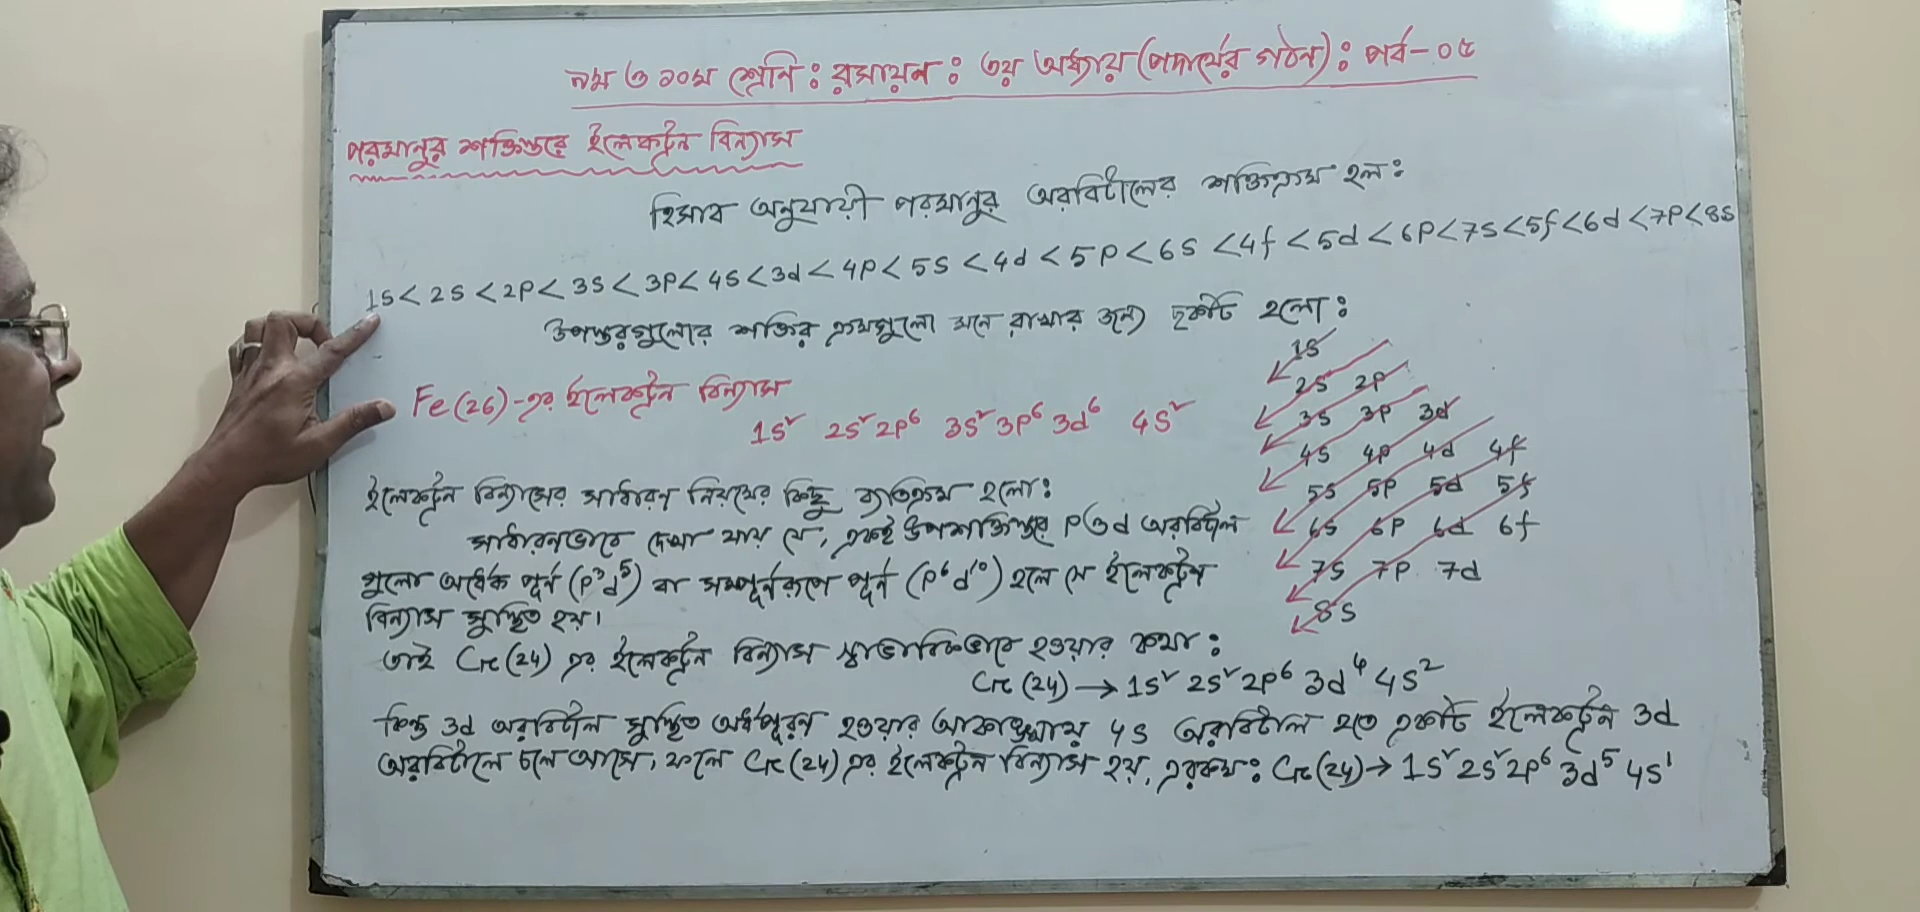 ৯ম ও ১০ম শ্রেনি : রসায়ন : ৩য় অধ্যায় (পদার্থের গঠন) : পর্ব - ০৫
পরমানুর শক্তিস্তরে ইলেকট্রন বিন্যাস
হিসাব অনুযায়ী পরমানুর অরবিটালের শক্তিক্রম হল:
1s < 2s < 2p < 3s < 3p < 4s < 3d < 4p < 5s < 4d < 5p < 6s < 4f < 5d < 6p < 7s < 5f < 6d < 7p < 8s
উপস্তরগুলোর শক্তির ক্রমগুলো মনে রাখার জন্য ছকটি হলো:
1s
2s 2p
3s 3p 3d
4s 4p 4d 4f
5s 5p 5d 5f
6s 6p 6d 6f
7s 7p 7d
8s
Fe (26)-এর ইলেকট্রন বিন্যাস
1s² 2s² 2p⁶ 3s² 3p⁶ 3d⁶ 4s²
ইলেকট্রন বিন্যাসের সাধারণ নিয়মের কিছু ব্যতিক্রম হলো:
সাধারনভাবে দেখা যায় যে, একই উপশক্তিস্তরে p ও d অরবিটাল
গুলো অর্ধেক পূর্ন (p³ d⁵) বা সম্পূর্নরূপে পূর্ন (p⁶ d¹⁰) হলে সে ইলেকট্রন
বিন্যাস সুস্থিত হয়।
তাই Cr (24) এর ইলেকট্রন বিন্যাস স্বাভাবিকভাবে হওয়ার কথা :
Cr (24) → 1s² 2s² 2p⁶ 3d⁴ 4s²
কিন্তু 3d অরবিটাল সুস্থিত অর্ধপূরণ হওয়ার আকাঙ্খায় 4s অরবিটাল হতে একটি ইলেকট্রন 3d
অরবিটালে চলে আসে, ফলে Cr (24) এর ইলেকট্রন বিন্যাস হয়, এরকম : Cr (24) → 1s² 2s² 2p⁶ 3d⁵ 4s¹